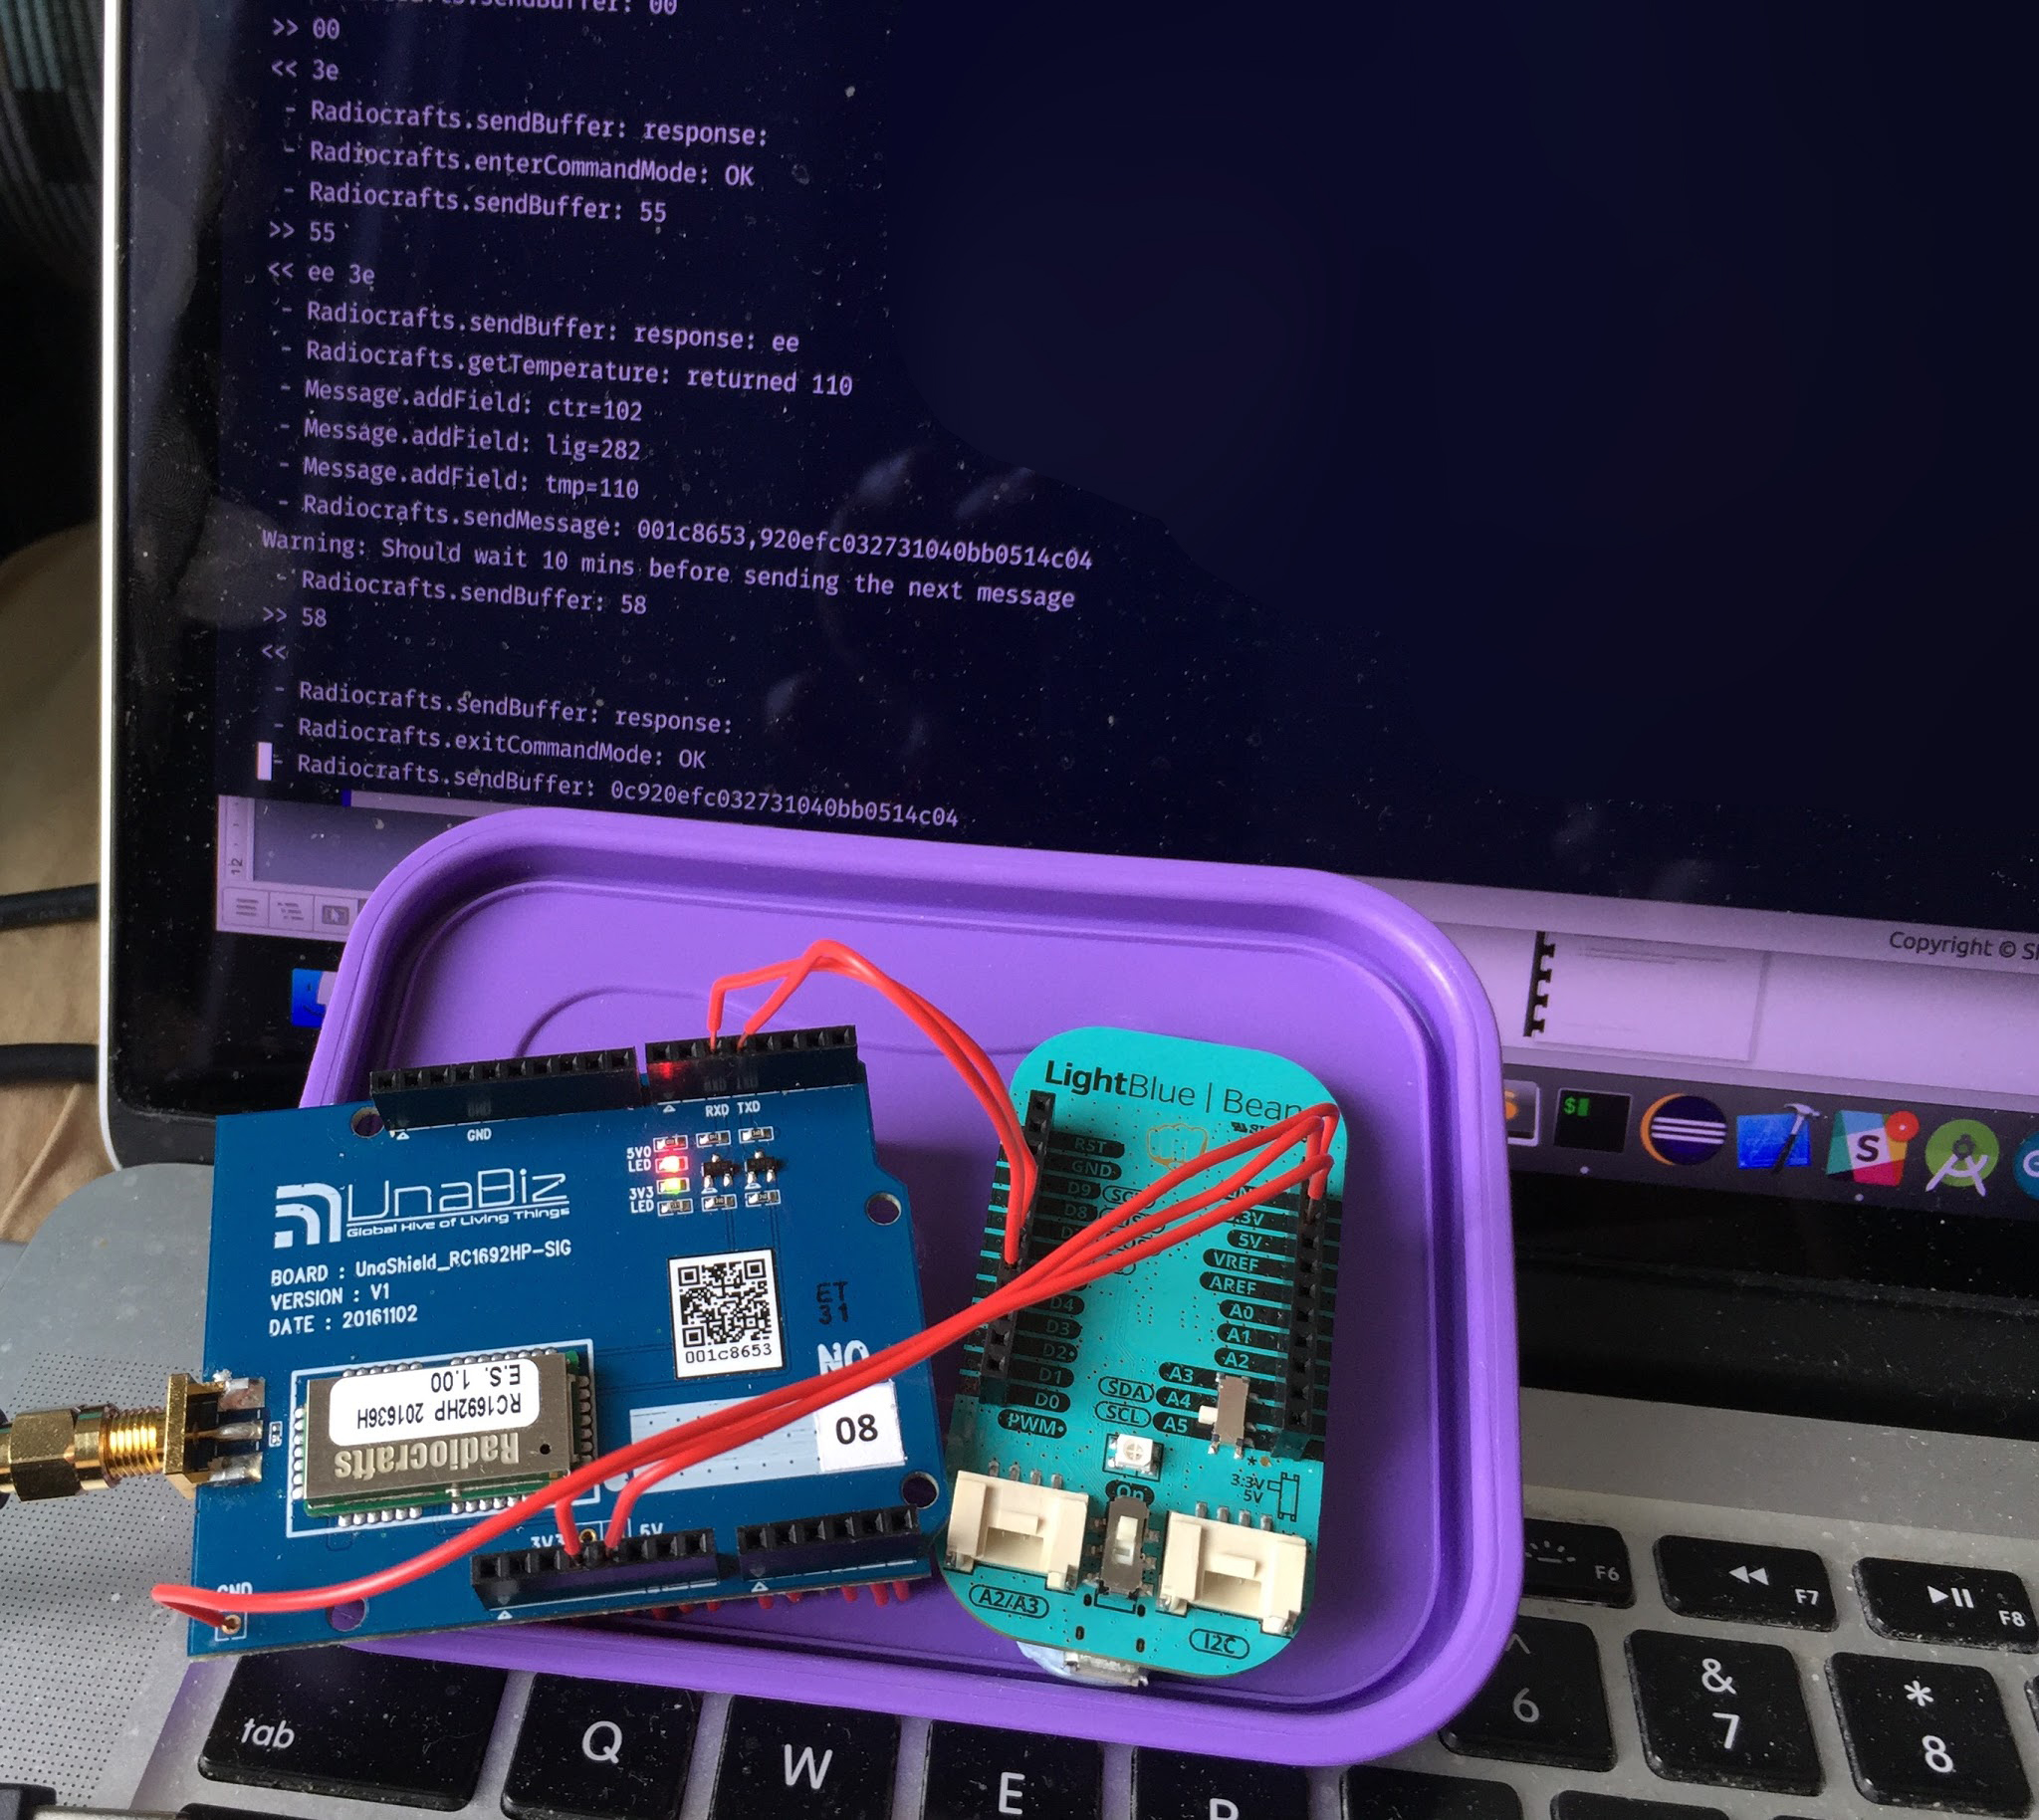 >> 00
<< 3e
- Radiocrafts.sendBuffer: response:
- Radiocrafts.enterCommandMode: OK
- Radiocrafts.sendBuffer: 55
>> 55
<< ee 3e
- Radiocrafts.sendBuffer: response: ee
- Radiocrafts.getTemperature: returned 110
- Message.addField: ctr=102
- Message.addField: lig=282
- Message.addField: tmp=110
- Radiocrafts.sendMessage: 001c8653,920efc032731040bb0514c04
Warning: Should wait 10 mins before sending the next message
- Radiocrafts.sendBuffer: 58
>> 58
<<
- Radiocrafts.sendBuffer: response:
- Radiocrafts.exitCommandMode: OK
- Radiocrafts.sendBuffer: 0c920efc032731040bb0514c04
12
Copyright ©
$
S
GND
RXD TXD
5V0
LED
3V3
LED
UnaBiz
Global Hive of Living Things
BOARD : UnaShield_RC1692HP-SIG
VERSION : V1
DATE : 20161102
001c8653
ET
31
NO
08
RC1692HP 201636H
E.S. 1.00
Radiocrafts
3V3
5V
GND
LightBlue | Bean
RST
GND
D9
D8
D4
D3
D2
D1
D0
PWM
3.3V
5V
VREF
AREF
A0
A1
A2
A3
SDA A4
SCL A5
On
3.3V
5V
A2/A3
I2C
F6
F7
F8
^
6
&
7
*
8
tab
Q
W
E
R